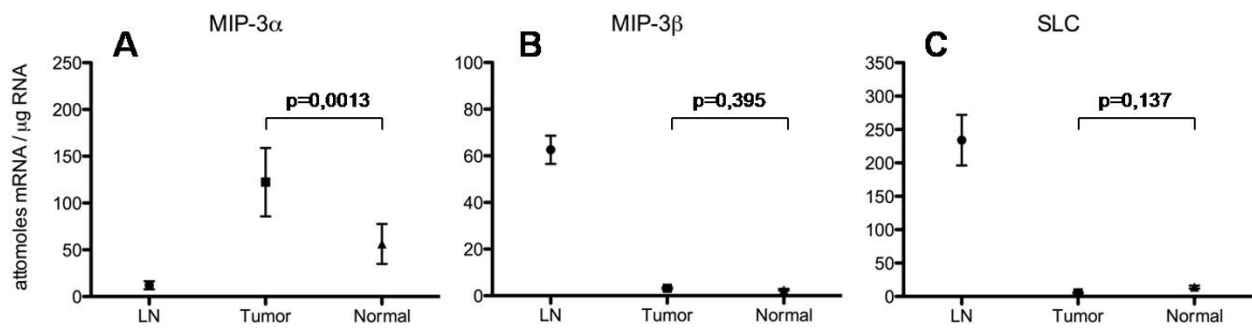 MIP-3α
MIP-3β
SLC
A
B
C
attomoles mRNA / μg RNA
250
200
150
100
50
0
p=0,0013
LN
Tumor
Normal
100
80
60
40
20
0
p=0,395
LN
Tumor
Normal
350
300
250
200
150
100
50
0
p=0,137
LN
Tumor
Normal